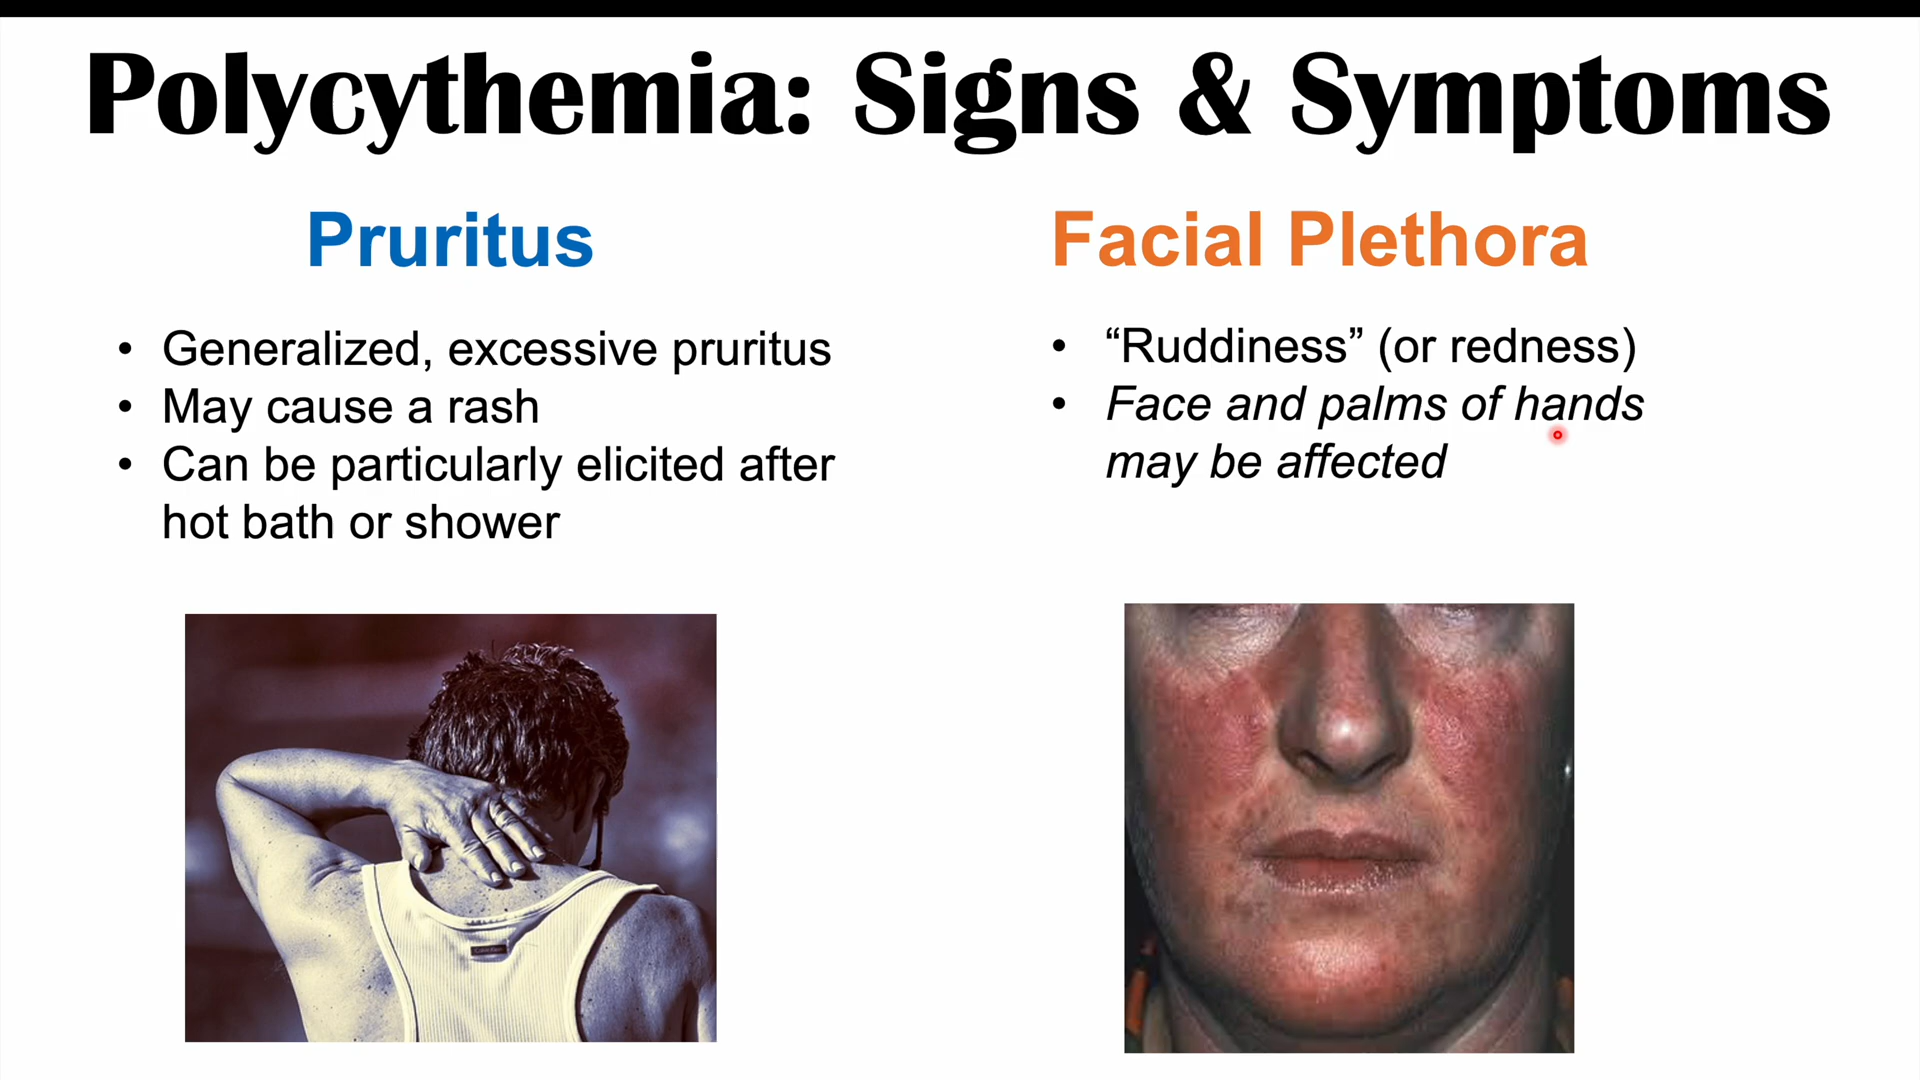 Polycythemia: Signs & Symptoms
Pruritus
• Generalized, excessive pruritus
• May cause a rash
• Can be particularly elicited after
hot bath or shower
Facial Plethora
• “Ruddiness” (or redness)
• Face and palms of hands
may be affected